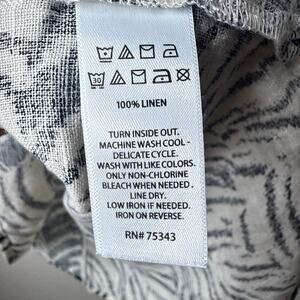 30
100% LINEN
TURN INSIDE OUT.
MACHINE WASH COOL -
DELICATE CYCLE.
WASH WITH LIKE COLORS.
ONLY NON-CHLORINE
BLEACH WHEN NEEDED.
LINE DRY.
LOW IRON IF NEEDED.
IRON ON REVERSE.
RN# 75343